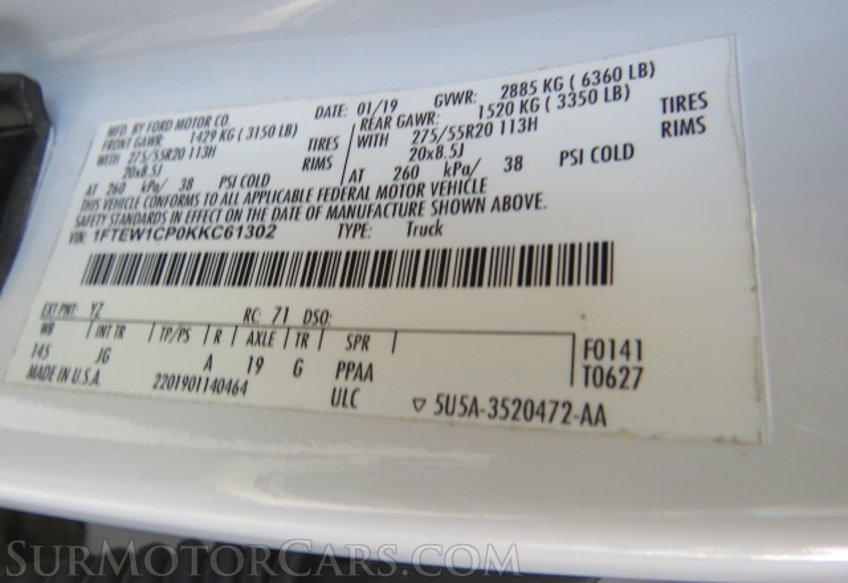 MFD. BY FORD MOTOR CO. DATE: 01/19 GVWR: 2885 KG ( 6360 LB)
FRONT GAWR: 1429 KG ( 3150 LB) REAR GAWR: 1520 KG ( 3350 LB)
WITH 275/55R20 113H TIRES WITH 275/55R20 113H TIRES
20x8.5J RIMS 20x8.5J RIMS
AT 260 kPa/ 38 PSI COLD AT 260 kPa/ 38 PSI COLD
THIS VEHICLE CONFORMS TO ALL APPLICABLE FEDERAL MOTOR VEHICLE
SAFETY STANDARDS IN EFFECT ON THE DATE OF MANUFACTURE SHOWN ABOVE.
VIN: 1FTEW1CP0KKC61302 TYPE: Truck
EXT PNT: YZ RC: 71 DSO:
WB INT TR TP/PS R AXLE TR SPR
145 JG A 19 G PPAA F0141
MADE IN U.S.A. 2201901140464 T0627
ULC ▽ 5U5A-3520472-AA
SURMOTORCARS.COM